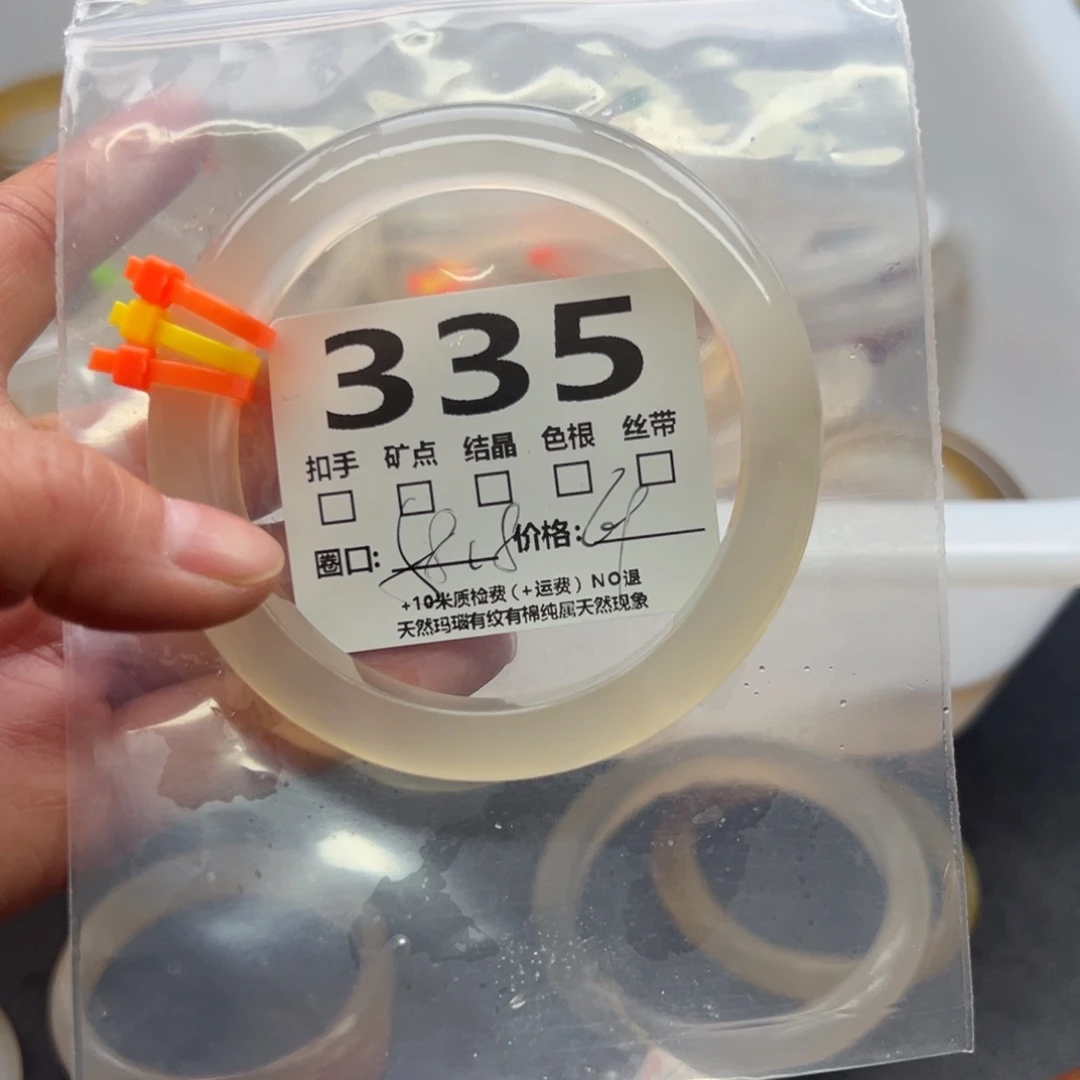 335
扣手 矿点 结晶 色根 丝带
圈口: 58 价格:
+10米质检费（+运费）NO退
天然玛瑙有纹有棉纯属天然现象